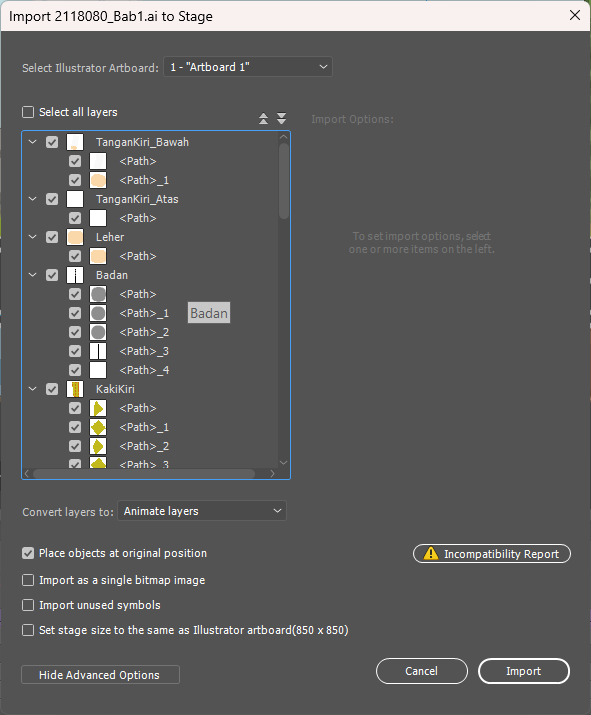 Import 2118080_Bab1.ai to Stage
Select Illustrator Artboard: 1 - "Artboard 1"
Select all layers
Import Options:
TanganKiri_Bawah
<Path>
<Path>_1
TanganKiri_Atas
<Path>
Leher
<Path>
Badan
<Path>
<Path>_1
Badan
<Path>_2
<Path>_3
<Path>_4
KakiKiri
<Path>
<Path>_1
<Path>_2
<Path>_3
To set import options, select
one or more items on the left.
Convert layers to: Animate layers
Place objects at original position
Incompatibility Report
Import as a single bitmap image
Import unused symbols
Set stage size to the same as Illustrator artboard(850 x 850)
Hide Advanced Options
Cancel
Import